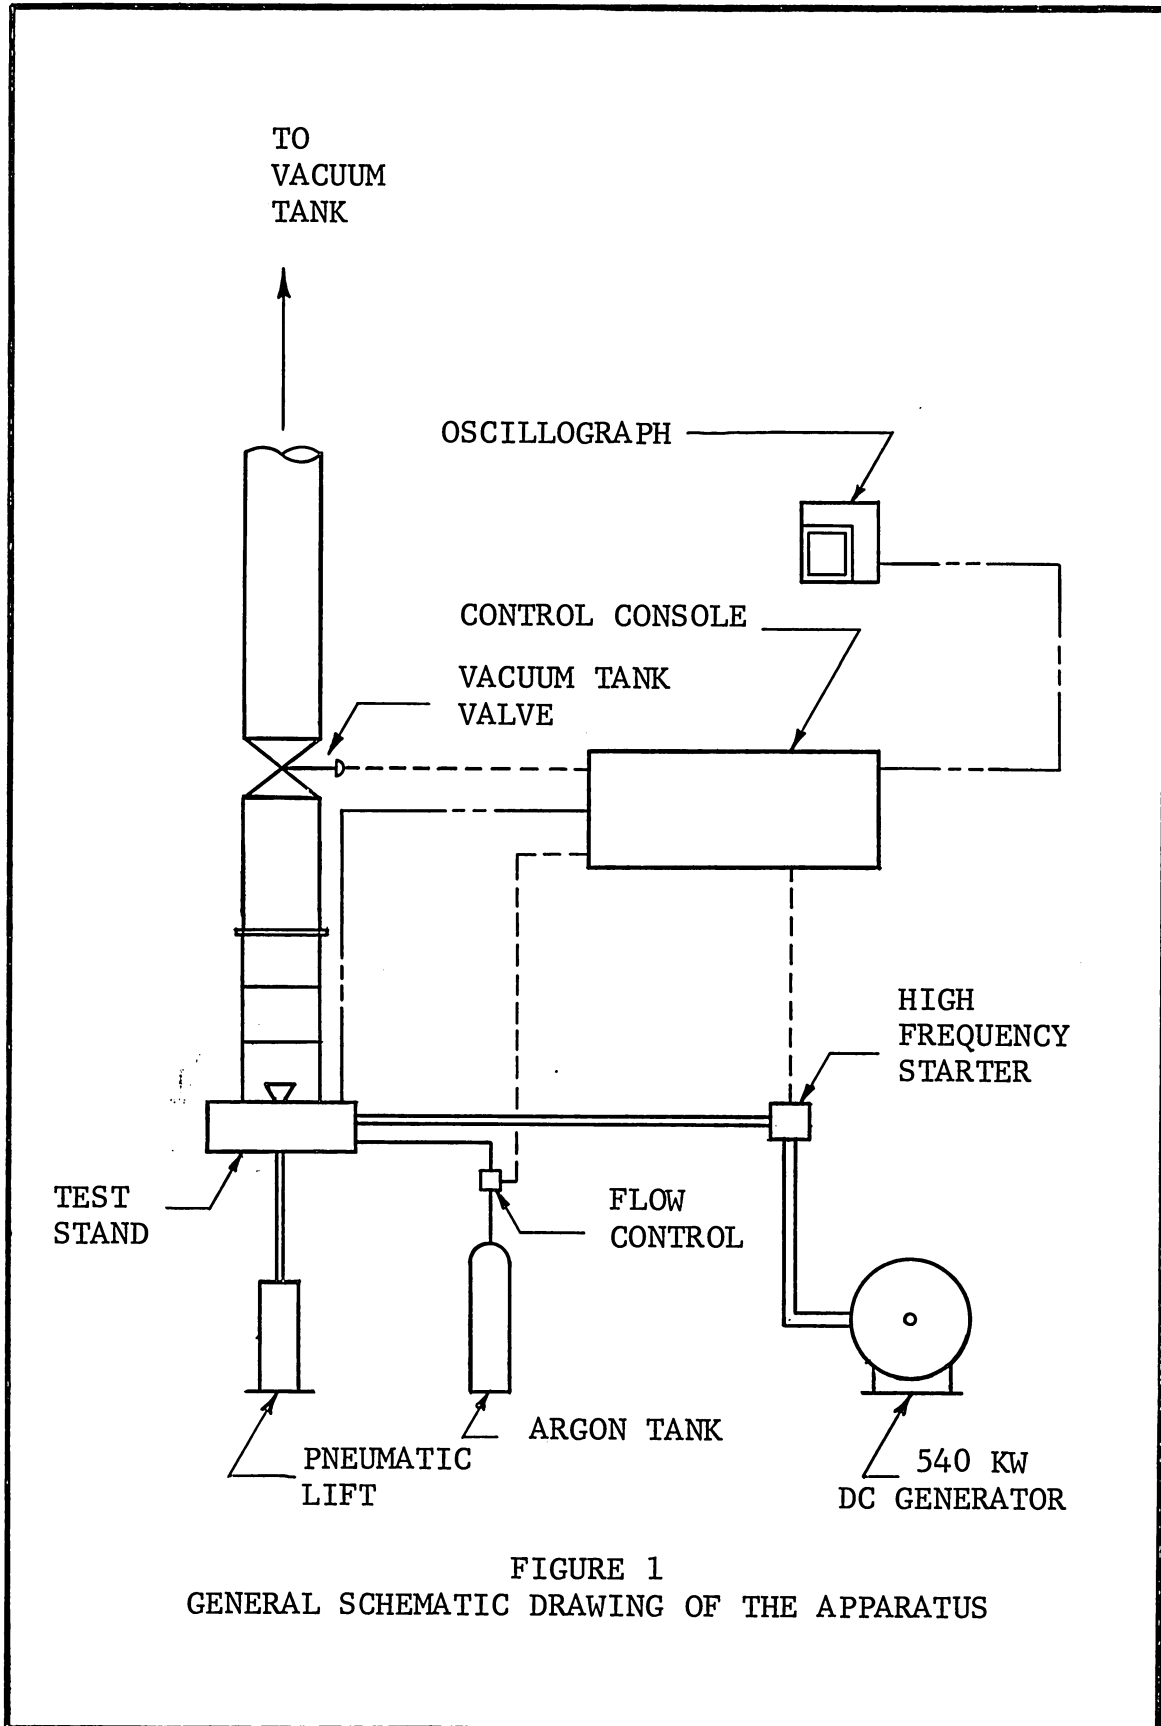 TO
VACUUM
TANK
OSCILLOGRAPH
CONTROL CONSOLE
VACUUM TANK
VALVE
HIGH
FREQUENCY
STARTER
TEST
STAND
FLOW
CONTROL
ARGON TANK
PNEUMATIC
LIFT
540 KW
DC GENERATOR
FIGURE 1
GENERAL SCHEMATIC DRAWING OF THE APPARATUS